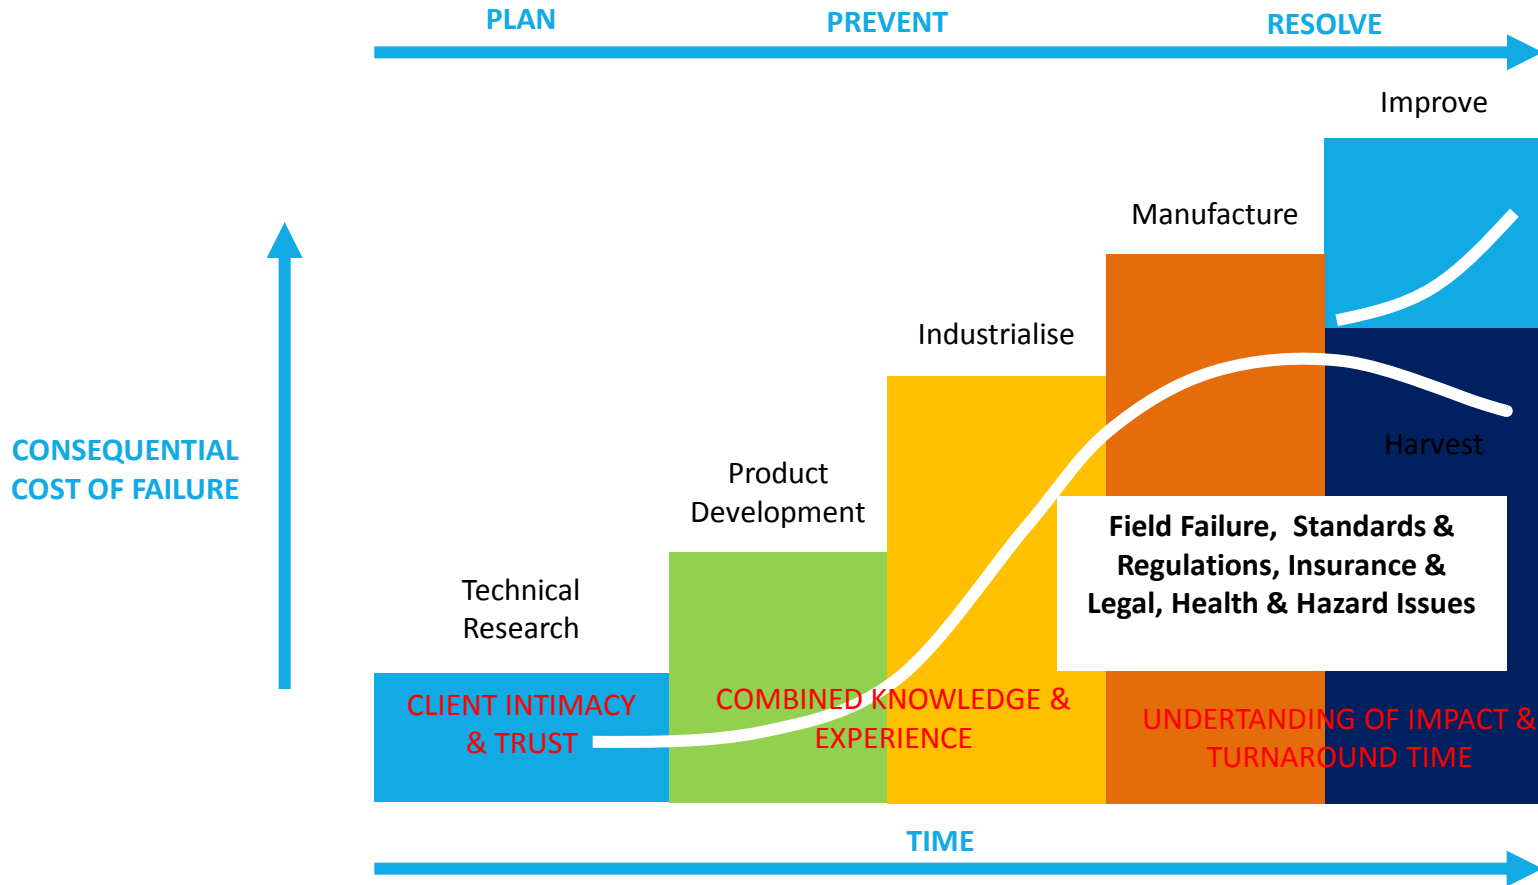 PLAN
PREVENT
RESOLVE
Improve
Manufacture
Industrialise
CONSEQUENTIAL
COST OF FAILURE
Harvest
Product
Development
Field Failure,  Standards &
Regulations, Insurance &
Legal, Health & Hazard Issues
Technical
Research
CLIENT INTIMACY
& TRUST
COMBINED KNOWLEDGE &
EXPERIENCE
UNDERTANDING OF IMPACT &
TURNAROUND TIME
TIME